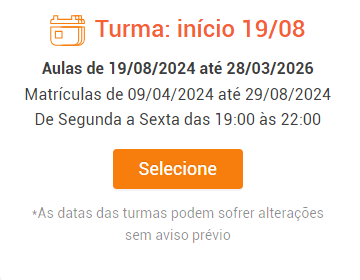 Turma: início 19/08
Aulas de 19/08/2024 até 28/03/2026
Matrículas de 09/04/2024 até 29/08/2024
De Segunda a Sexta das 19:00 às 22:00
Selecione
*As datas das turmas podem sofrer alterações
sem aviso prévio